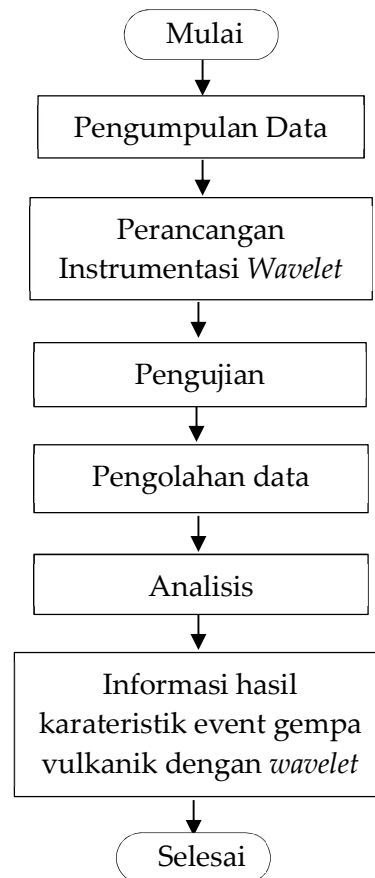 Mulai
Pengumpulan Data
Perancangan
Instrumentasi Wavelet
Pengujian
Pengolahan data
Analisis
Informasi hasil
karateristik event gempa
vulkanik dengan wavelet
Selesai